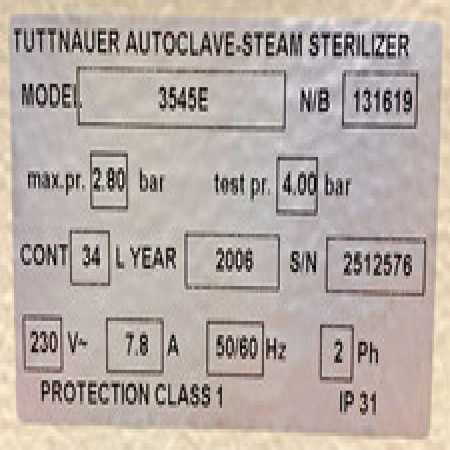 TUTTNAUER AUTOCLAVE-STEAM STERILIZER
MODEL 3545E N/B 131619
max.pr. 2.80 bar test pr. 4.00 bar
CONT 34 L YEAR 2006 S/N 2512576
230 V~ 7.8 A 50/60 Hz 2 Ph
PROTECTION CLASS 1 IP 31